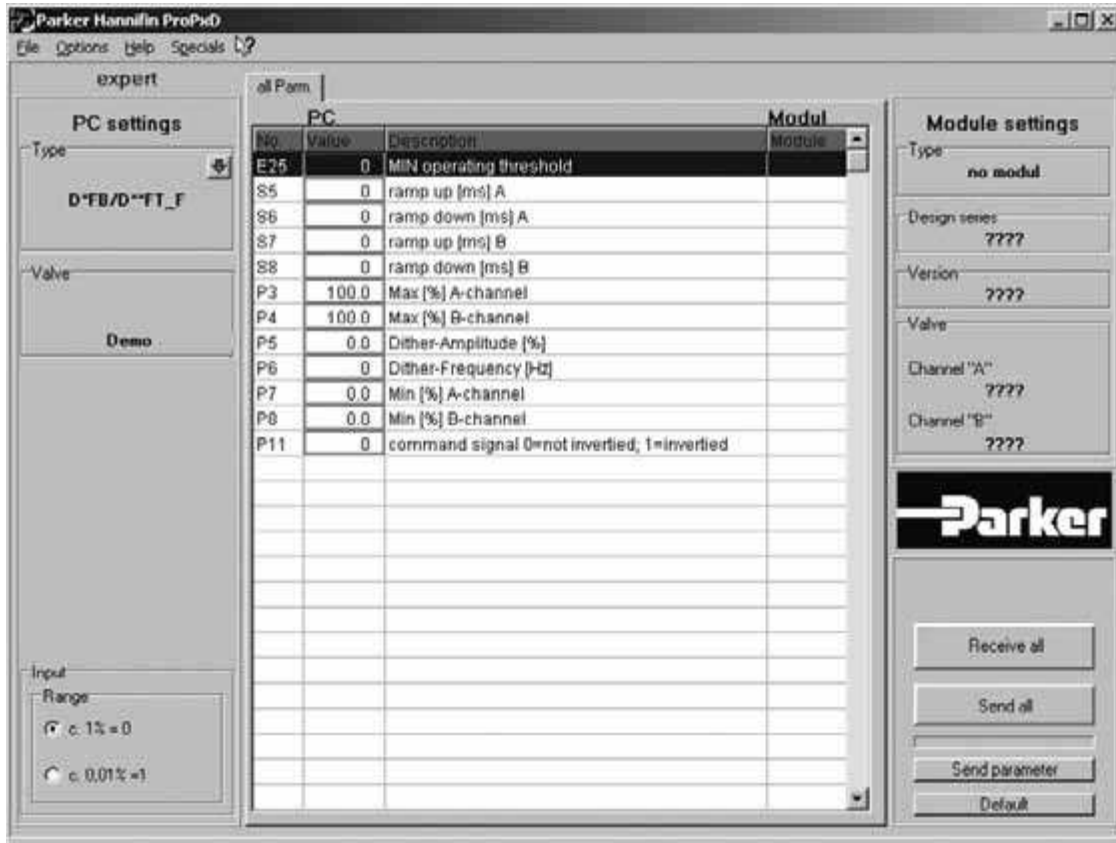 Parker Hannifin ProPxD
File Options Help Specials ?
expert
PC settings
Type
D*FB/D**FT_F
Valve
Demo
Input
Range
c. 1% = 0
c. 0,01% =1
all Parm.
PC Modul
No. Value Description Module
E25 0 MIN operating threshold
S5 0 ramp up [ms] A
S6 0 ramp down [ms] A
S7 0 ramp up [ms] B
S8 0 ramp down [ms] B
P3 100.0 Max [%] A-channel
P4 100.0 Max [%] B-channel
P5 0.0 Dither-Amplitude [%]
P6 0 Dither-Frequency [Hz]
P7 0.0 Min [%] A-channel
P8 0.0 Min [%] B-channel
P11 0 command signal 0=not invertied; 1=invertied
Module settings
Type
no modul
Design series
????
Version
????
Valve
Channel "A"
????
Channel "B"
????
Parker
Receive all
Send all
Send parameter
Default